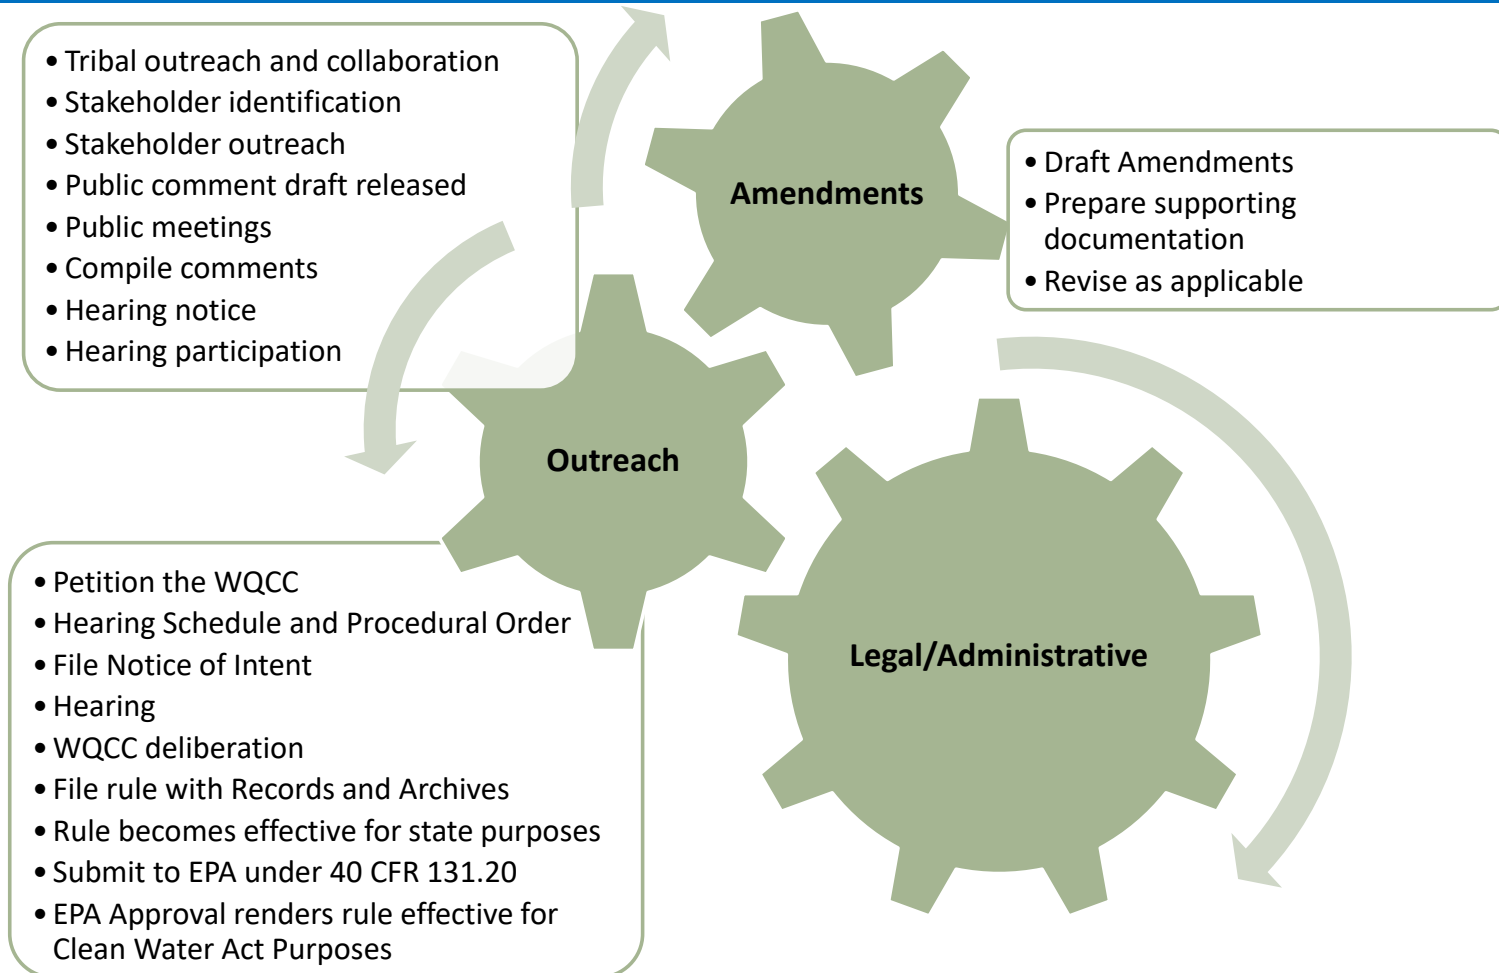 • Tribal outreach and collaboration
• Stakeholder identification
• Stakeholder outreach
• Public comment draft released
• Public meetings
• Compile comments
• Hearing notice
• Hearing participation
Amendments
• Draft Amendments
• Prepare supporting
documentation
• Revise as applicable
Outreach
Legal/Administrative
• Petition the WQCC
• Hearing Schedule and Procedural Order
• File Notice of Intent
• Hearing
• WQCC deliberation
• File rule with Records and Archives
• Rule becomes effective for state purposes
• Submit to EPA under 40 CFR 131.20
• EPA Approval renders rule effective for
Clean Water Act Purposes